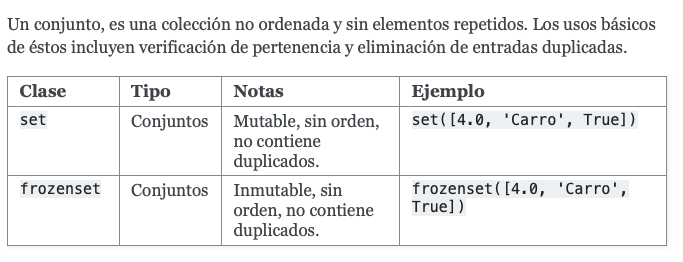 Un conjunto, es una colección no ordenada y sin elementos repetidos. Los usos básicos
de éstos incluyen verificación de pertenencia y eliminación de entradas duplicadas.
Clase Tipo Notas Ejemplo
set Conjuntos Mutable, sin orden, set([4.0, 'Carro', True])
no contiene
duplicados.
frozenset Conjuntos Inmutable, sin frozenset([4.0, 'Carro',
orden, no contiene True])
duplicados.